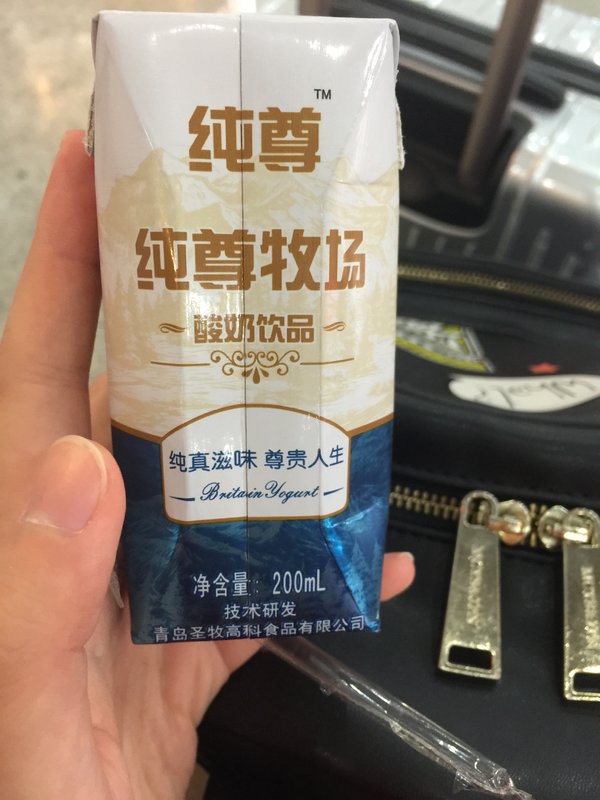 纯尊™
纯尊牧场
酸奶饮品
纯真滋味 尊贵人生
Britain Yogurt
净含量: 200mL
技术研发
青岛圣牧高科食品有限公司